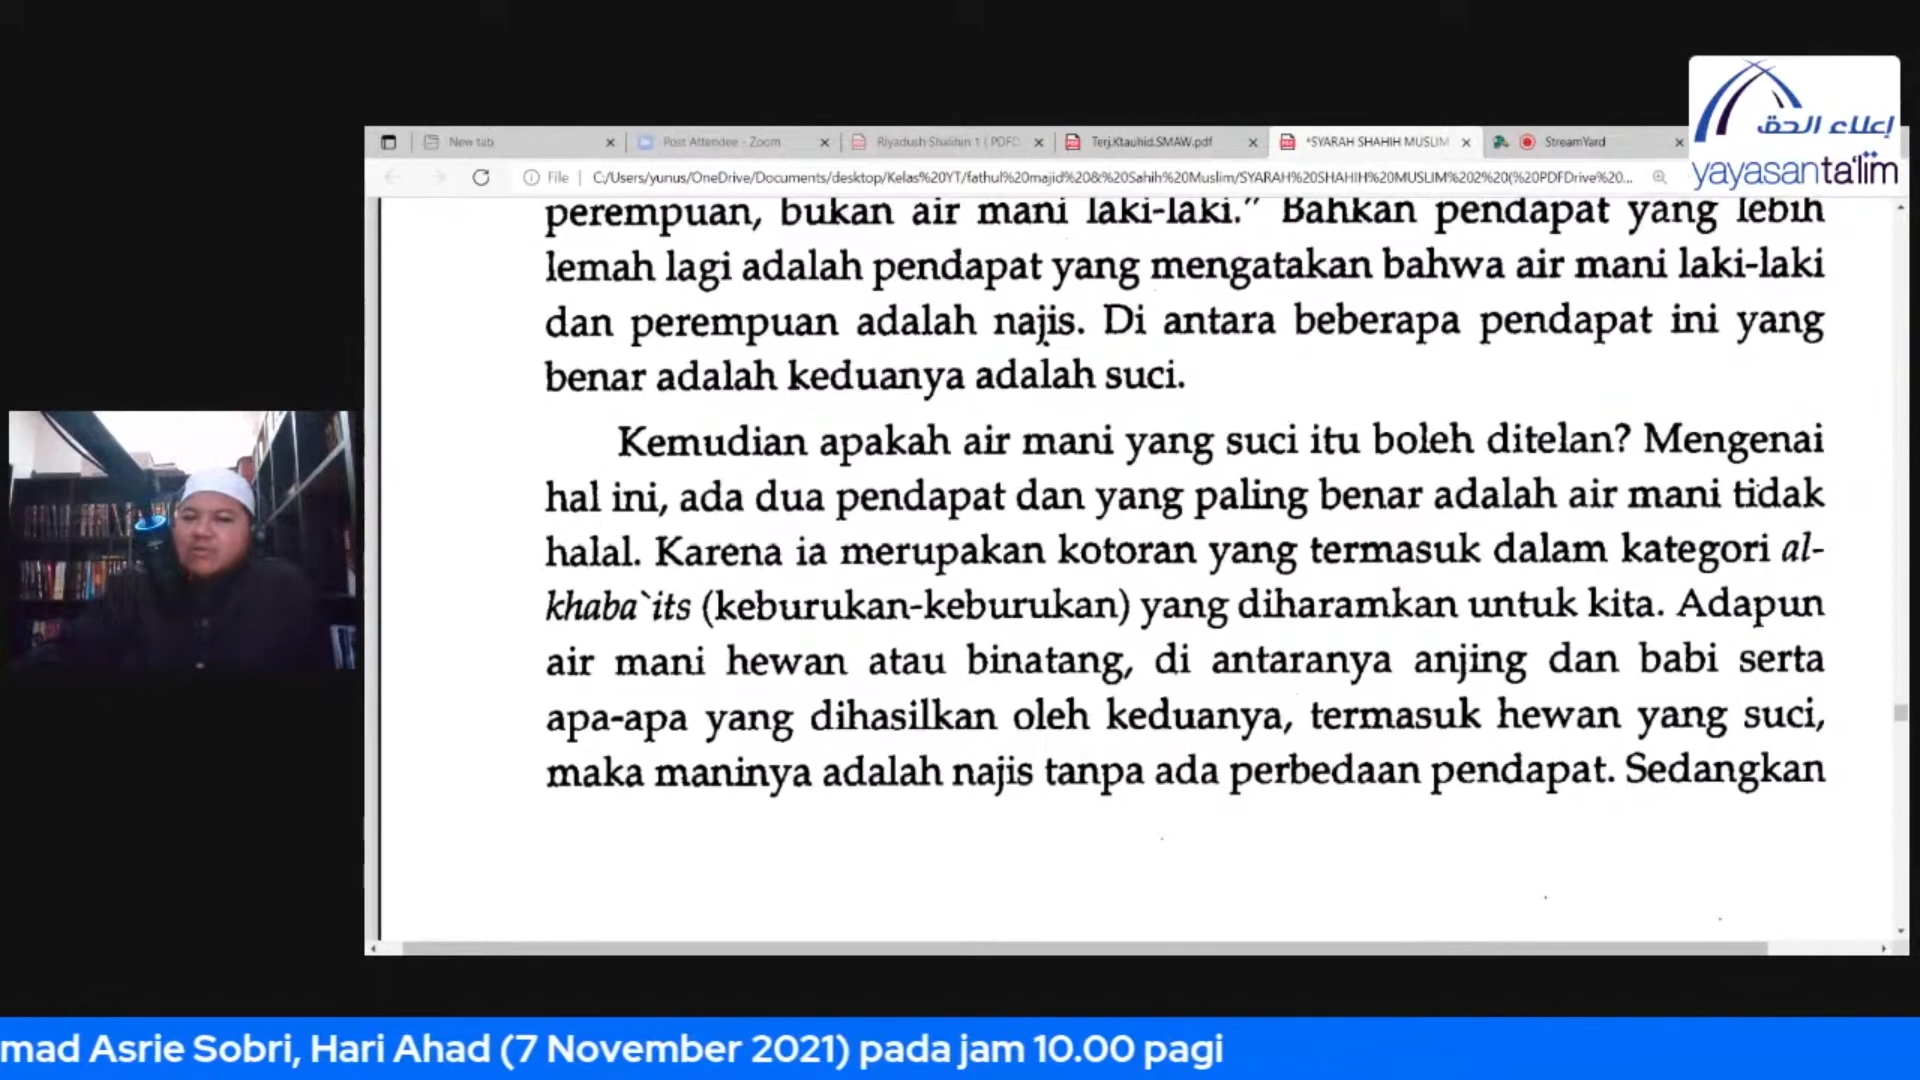 إعلاء الحق
yayasanta'lim
New tab
Post Attendee - Zoom
Riyadush Shalihin 1 ( PDFD
Terj.Ktauhid.SMAW.pdf
*SYARAH SHAHIH MUSLIM
StreamYard
File | C:/Users/yunus/OneDrive/Documents/desktop/Kelas%20YT/fathul%20majid%20&%20Sahih%20Muslim/SYARAH%20SHAHIH%20MUSLIM%202%20(%20PDFDrive%20...
perempuan, bukan air mani laki-laki." Bahkan pendapat yang lebih
lemah lagi adalah pendapat yang mengatakan bahwa air mani laki-laki
dan perempuan adalah najis. Di antara beberapa pendapat ini yang
benar adalah keduanya adalah suci.
Kemudian apakah air mani yang suci itu boleh ditelan? Mengenai
hal ini, ada dua pendapat dan yang paling benar adalah air mani tidak
halal. Karena ia merupakan kotoran yang termasuk dalam kategori al-
khaba`its (keburukan-keburukan) yang diharamkan untuk kita. Adapun
air mani hewan atau binatang, di antaranya anjing dan babi serta
apa-apa yang dihasilkan oleh keduanya, termasuk hewan yang suci,
maka maninya adalah najis tanpa ada perbedaan pendapat. Sedangkan
mad Asrie Sobri, Hari Ahad (7 November 2021) pada jam 10.00 pagi